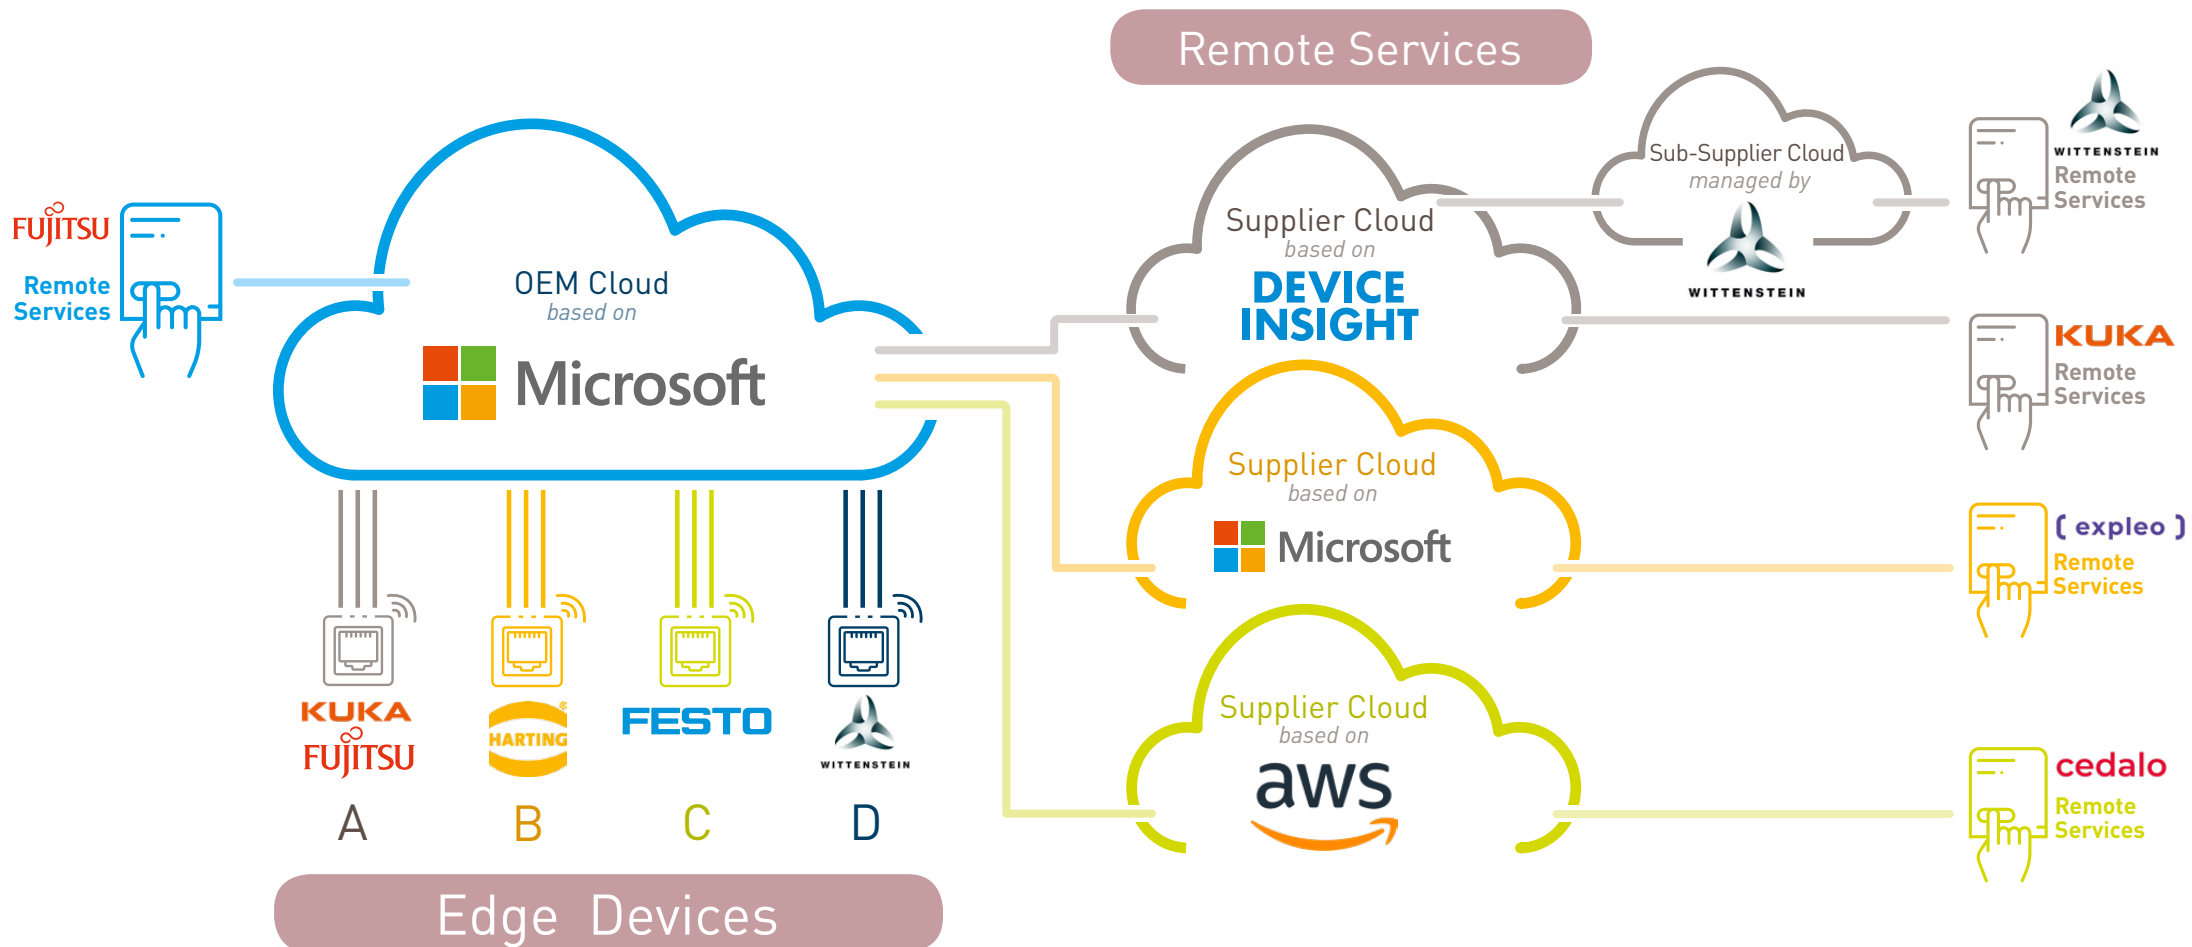 Remote Services
FUJITSU
Remote
Services
OEM Cloud
based on
Microsoft
Supplier Cloud
based on
DEVICE
INSIGHT
Sub-Supplier Cloud
managed by
WITTENSTEIN
WITTENSTEIN
Remote
Services
KUKA
Remote
Services
Supplier Cloud
based on
Microsoft
( expleo )
Remote
Services
Supplier Cloud
based on
aws
cedalo
Remote
Services
KUKA
FUJITSU
A
HARTING
B
FESTO
C
WITTENSTEIN
D
Edge Devices